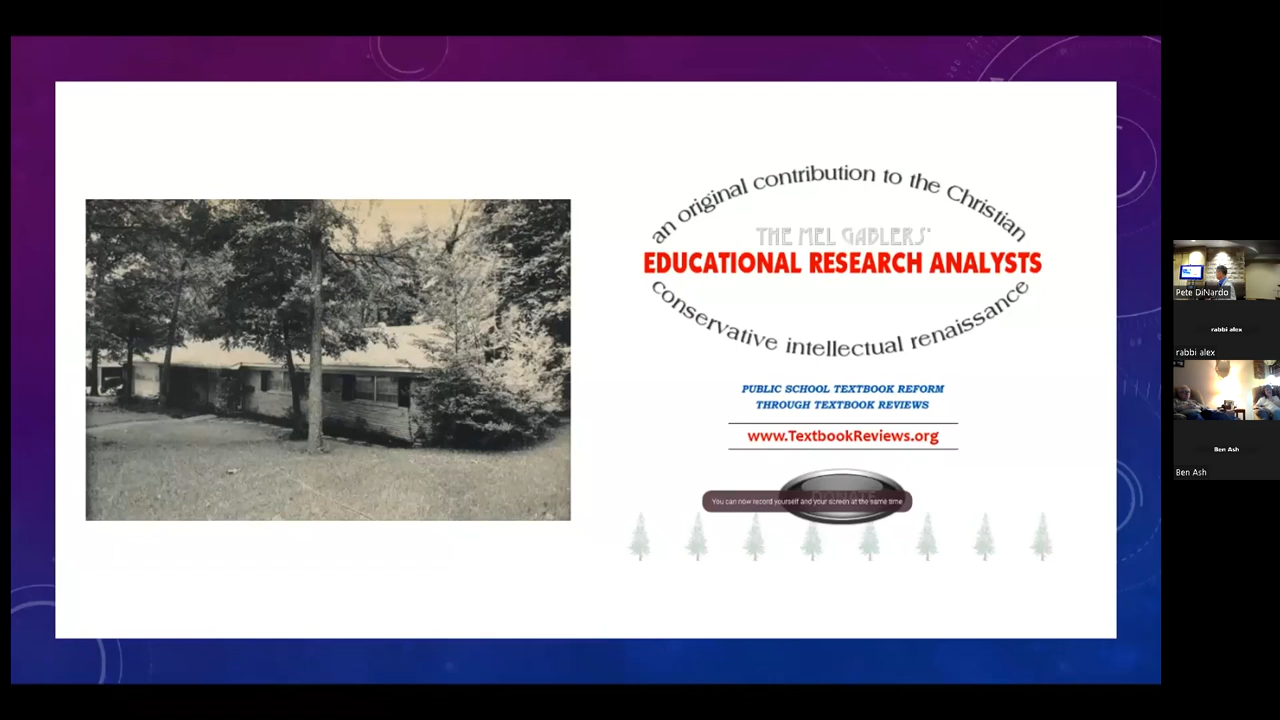 an original contribution to the Christian
THE MEL GABLERS'
EDUCATIONAL RESEARCH ANALYSTS
conservative intellectual renaissance
PUBLIC SCHOOL TEXTBOOK REFORM
THROUGH TEXTBOOK REVIEWS
www.TextbookReviews.org
You can now record yourself and your screen at the same time
Pete DiNardo
rabbi alex
rabbi alex
Ben Ash
Ben Ash